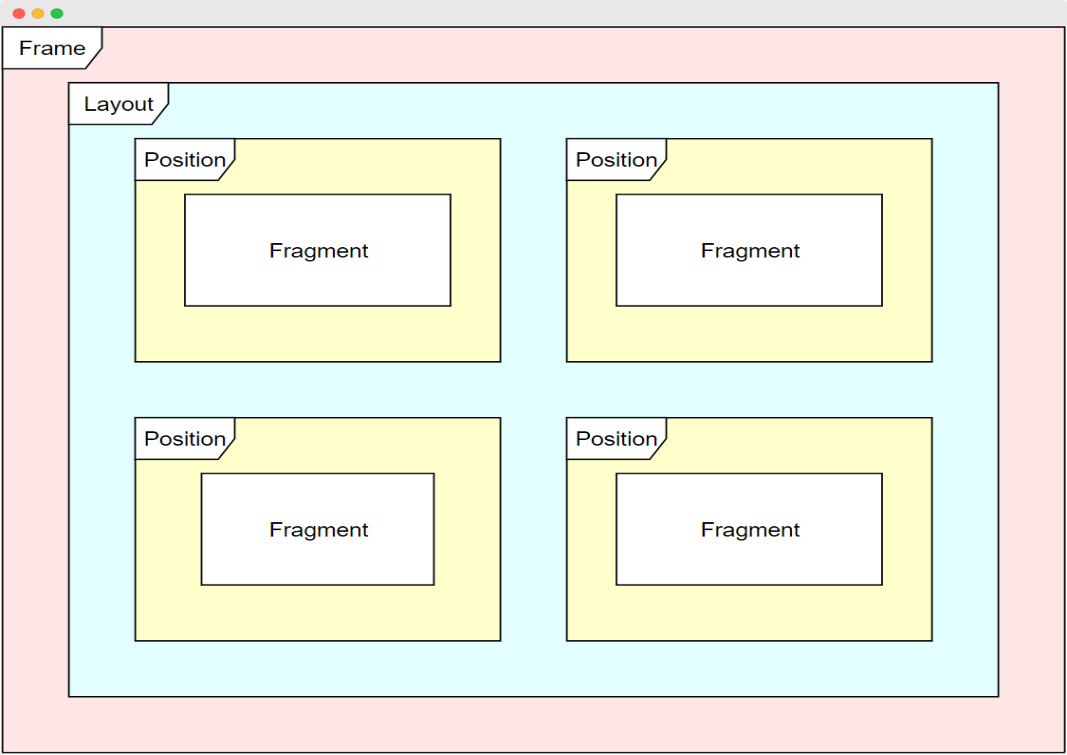 Frame
Layout
Position
Position
Fragment
Fragment
Position
Position
Fragment
Fragment